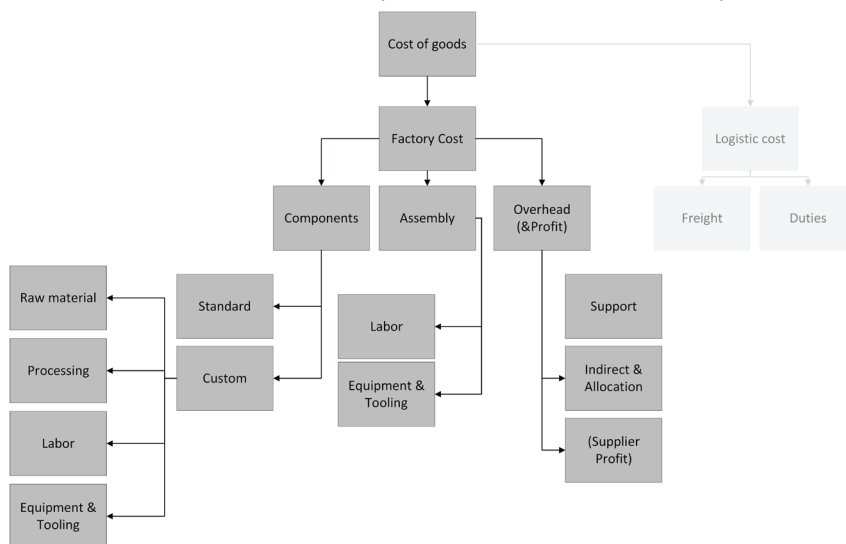 Cost of goods
Factory Cost
Logistic cost
Components
Assembly
Overhead
(&Profit)
Freight
Duties
Raw material
Standard
Labor
Support
Processing
Custom
Equipment &
Tooling
Indirect &
Allocation
Labor
(Supplier
Profit)
Equipment &
Tooling